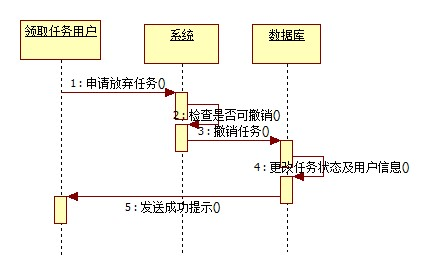 领取任务用户
系统
数据库
1:申请放弃任务()
2:检查是否可撤销()
3:撤销任务()
4:更改任务状态及用户信息()
5:发送成功提示()